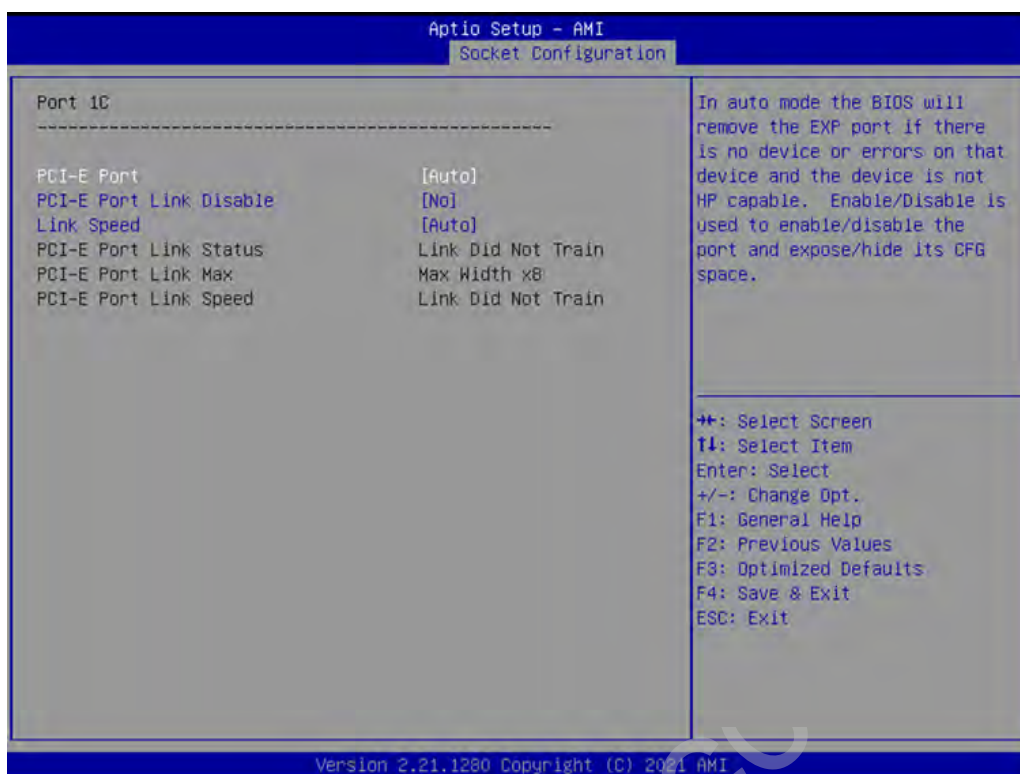 Aptio Setup - AMI
Socket Configuration
Port 1C
--------------------------------------------------
PCI-E Port [Auto]
PCI-E Port Link Disable [No]
Link Speed [Auto]
PCI-E Port Link Status Link Did Not Train
PCI-E Port Link Max Max Width x8
PCI-E Port Link Speed Link Did Not Train
In auto mode the BIOS will
remove the EXP port if there
is no device or errors on that
device and the device is not
HP capable. Enable/Disable is
used to enable/disable the
port and expose/hide its CFG
space.
→←: Select Screen
↑↓: Select Item
Enter: Select
+/-: Change Opt.
F1: General Help
F2: Previous Values
F3: Optimized Defaults
F4: Save & Exit
ESC: Exit
Version 2.21.1280 Copyright (C) 2021 AMI